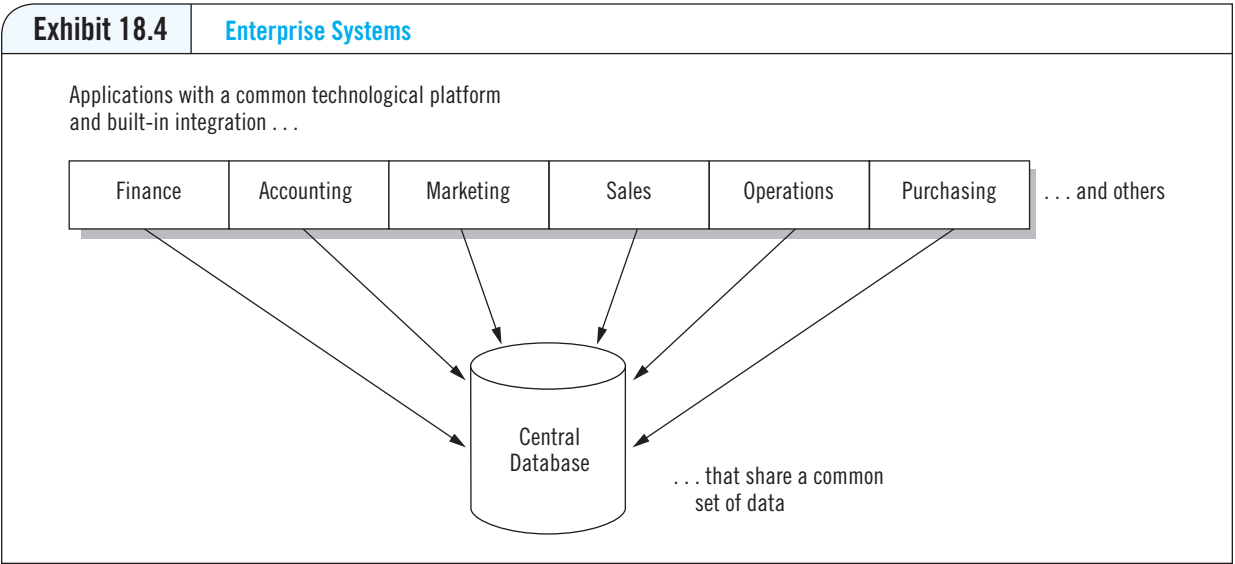 Exhibit 18.4
Enterprise Systems
Applications with a common technological platform
and built-in integration . . .
Finance
Accounting
Marketing
Sales
Operations
Purchasing
. . . and others
Central
Database
. . . that share a common
set of data